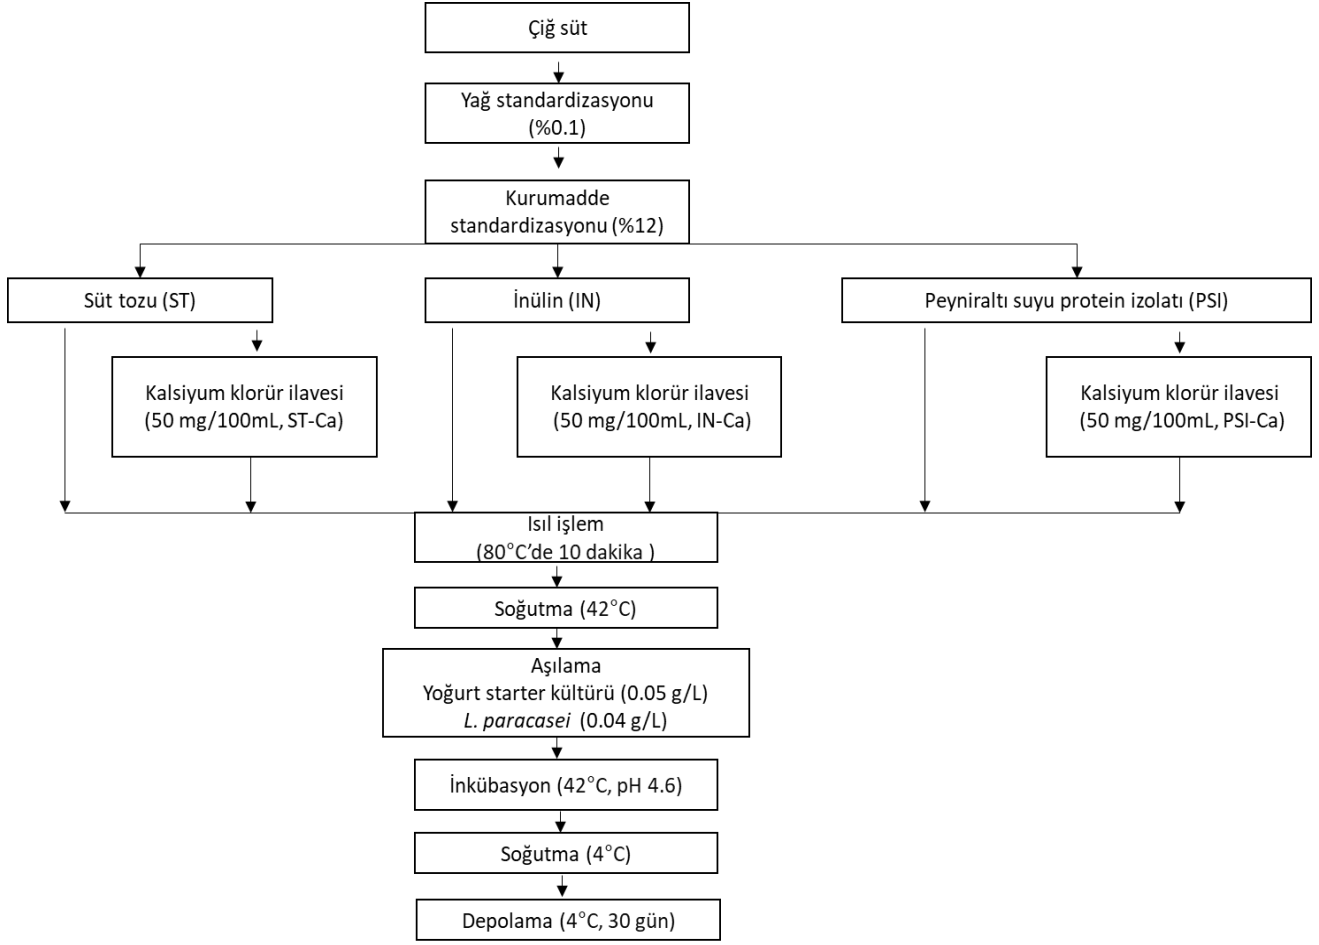 Çiğ süt
Yağ standardizasyonu
(%0.1)
Kurumadde
standardizasyonu (%12)
Süt tozu (ST)
İnülin (IN)
Peyniraltı suyu protein izolatı (PSI)
Kalsiyum klorür ilavesi
(50 mg/100mL, ST-Ca)
Kalsiyum klorür ilavesi
(50 mg/100mL, IN-Ca)
Kalsiyum klorür ilavesi
(50 mg/100mL, PSI-Ca)
Isıl işlem
(80°C’de 10 dakika )
Soğutma (42°C)
Aşılama
Yoğurt starter kültürü (0.05 g/L)
L. paracasei (0.04 g/L)
İnkübasyon (42°C, pH 4.6)
Soğutma (4°C)
Depolama (4°C, 30 gün)